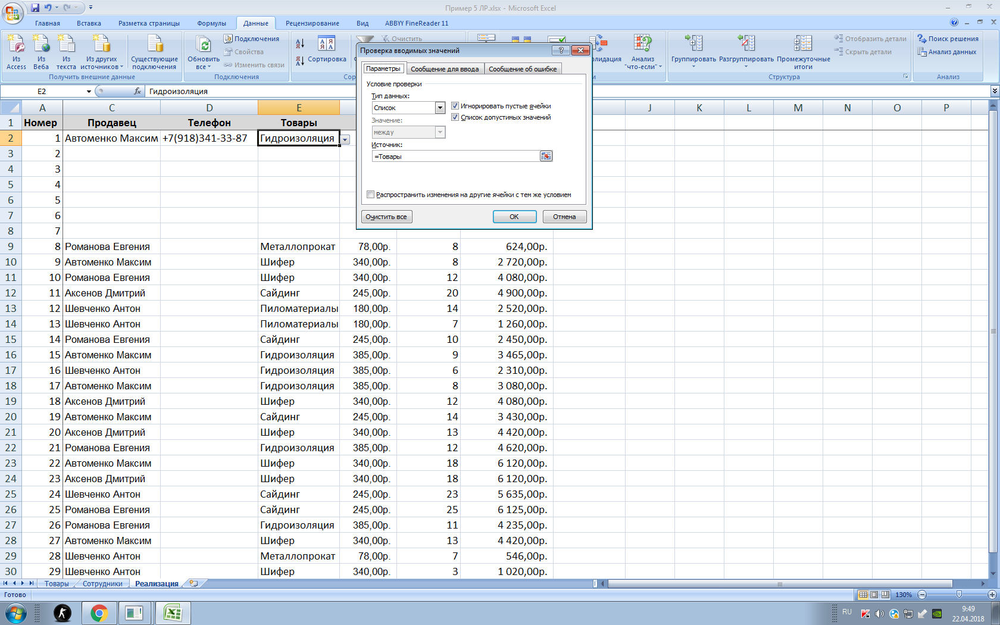 Пример 5 ЛР.xlsx - Microsoft Excel
Главная Вставка Разметка страницы Формулы Данные Рецензирование Вид ABBYY FineReader 11
Из Access
Из Веба
Из текста
Из других источников
Существующие подключения
Получить внешние данные
Обновить все
Подключения
Свойства
Изменить связи
Подключения
Сортировка
Очистить
Анализ "что-если"
Группировать
Разгруппировать
Промежуточные итоги
Отобразить детали
Скрыть детали
Структура
Поиск решения
Анализ данных
Анализ
E2 fx Гидроизоляция
Проверка вводимых значений
Параметры Сообщение для ввода Сообщение об ошибке
Условие проверки
Тип данных:
Список
Игнорировать пустые ячейки
Значение:
Список допустимых значений
между
Источник:
=Товары
Распространить изменения на другие ячейки с тем же условием
Очистить все ОК Отмена
A C D E J K L M N O P
1 Номер Продавец Телефон Товары
2 1 Автоменко Максим +7(918)341-33-87 Гидроизоляция
3 2
4 3
5 4
6 5
7 6
8 7
9 8 Романова Евгения Металлопрокат 78,00р. 8 624,00р.
10 9 Автоменко Максим Шифер 340,00р. 8 2 720,00р.
11 10 Романова Евгения Шифер 340,00р. 12 4 080,00р.
12 11 Аксенов Дмитрий Сайдинг 245,00р. 20 4 900,00р.
13 12 Шевченко Антон Пиломатериалы 180,00р. 14 2 520,00р.
14 13 Шевченко Антон Пиломатериалы 180,00р. 7 1 260,00р.
15 14 Романова Евгения Сайдинг 245,00р. 10 2 450,00р.
16 15 Автоменко Максим Гидроизоляция 385,00р. 9 3 465,00р.
17 16 Шевченко Антон Гидроизоляция 385,00р. 6 2 310,00р.
18 17 Автоменко Максим Гидроизоляция 385,00р. 8 3 080,00р.
19 18 Аксенов Дмитрий Шифер 340,00р. 12 4 080,00р.
20 19 Автоменко Максим Сайдинг 245,00р. 14 3 430,00р.
21 20 Аксенов Дмитрий Шифер 340,00р. 13 4 420,00р.
22 21 Романова Евгения Гидроизоляция 385,00р. 12 4 620,00р.
23 22 Автоменко Максим Шифер 340,00р. 18 6 120,00р.
24 23 Аксенов Дмитрий Шифер 340,00р. 18 6 120,00р.
25 24 Шевченко Антон Сайдинг 245,00р. 23 5 635,00р.
26 25 Романова Евгения Сайдинг 245,00р. 25 6 125,00р.
27 26 Романова Евгения Гидроизоляция 385,00р. 11 4 235,00р.
28 27 Автоменко Максим Шифер 340,00р. 13 4 420,00р.
29 28 Шевченко Антон Металлопрокат 78,00р. 7 546,00р.
30 29 Шевченко Антон Шифер 340,00р. 3 1 020,00р.
Товары Сотрудники Реализация
Готово 130%
RU 9:49
22.04.2018